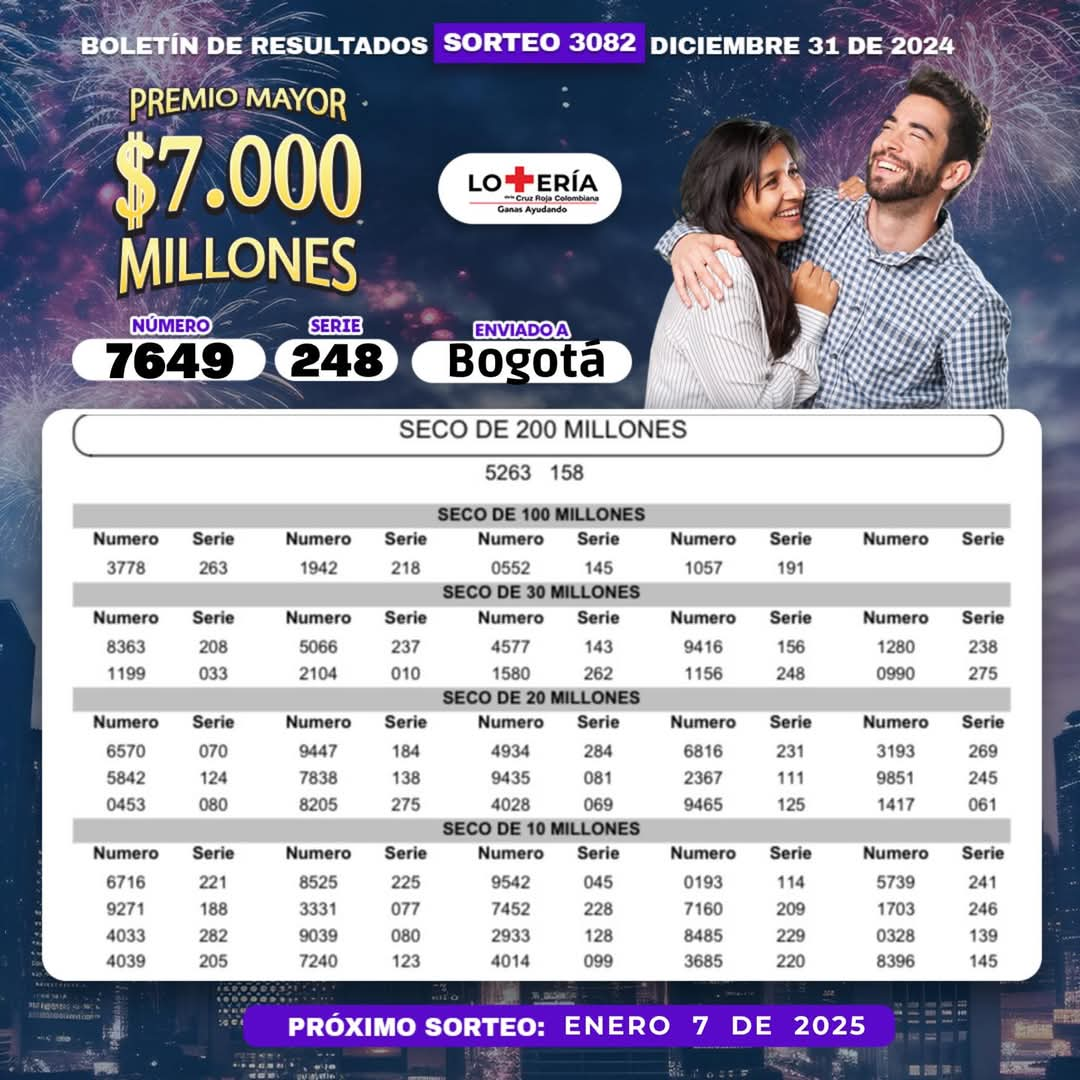 BOLETÍN DE RESULTADOS SORTEO 3082 DICIEMBRE 31 DE 2024
PREMIO MAYOR
$7.000
MILLONES
LOTERÍA
de la Cruz Roja Colombiana
Ganas Ayudando
NÚMERO SERIE ENVIADO A
7649 248 Bogotá
SECO DE 200 MILLONES
5263 158
SECO DE 100 MILLONES
Numero Serie Numero Serie Numero Serie Numero Serie Numero Serie
3778 263 1942 218 0552 145 1057 191
SECO DE 30 MILLONES
Numero Serie Numero Serie Numero Serie Numero Serie Numero Serie
8363 208 5066 237 4577 143 9416 156 1280 238
1199 033 2104 010 1580 262 1156 248 0990 275
SECO DE 20 MILLONES
Numero Serie Numero Serie Numero Serie Numero Serie Numero Serie
6570 070 9447 184 4934 284 6816 231 3193 269
5842 124 7838 138 9435 081 2367 111 9851 245
0453 080 8205 275 4028 069 9465 125 1417 061
SECO DE 10 MILLONES
Numero Serie Numero Serie Numero Serie Numero Serie Numero Serie
6716 221 8525 225 9542 045 0193 114 5739 241
9271 188 3331 077 7452 228 7160 209 1703 246
4033 282 9039 080 2933 128 8485 229 0328 139
4039 205 7240 123 4014 099 3685 220 8396 145
PRÓXIMO SORTEO: ENERO 7 DE 2025